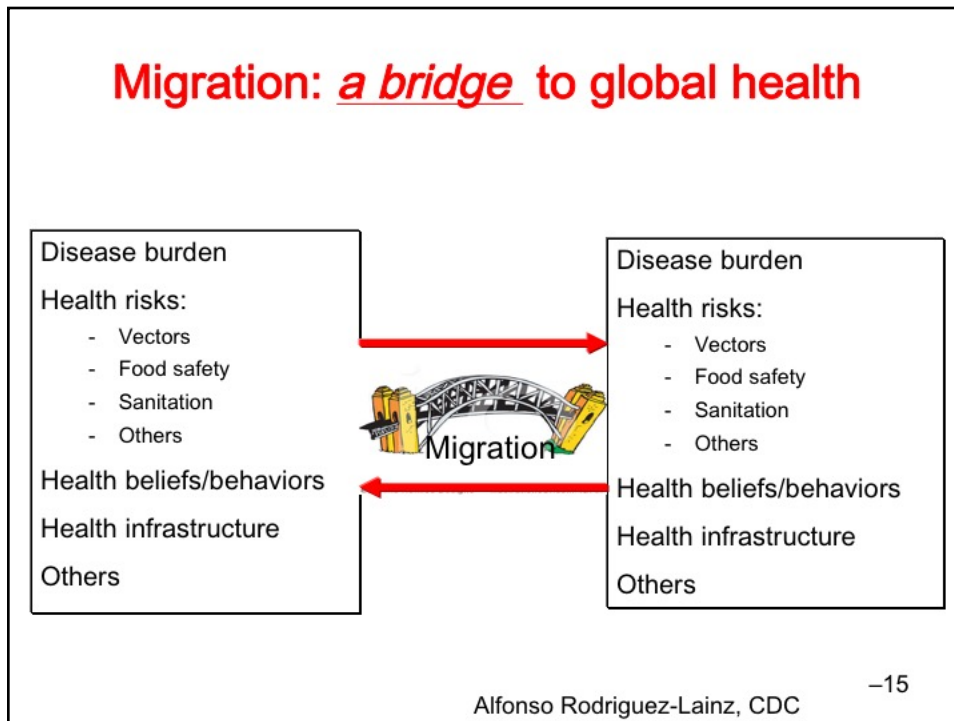 Migration: a bridge to global health
Disease burden
Health risks:
- Vectors
- Food safety
- Sanitation
- Others
Health beliefs/behaviors
Health infrastructure
Others
Migration
Disease burden
Health risks:
- Vectors
- Food safety
- Sanitation
- Others
Health beliefs/behaviors
Health infrastructure
Others
–15
Alfonso Rodriguez-Lainz, CDC